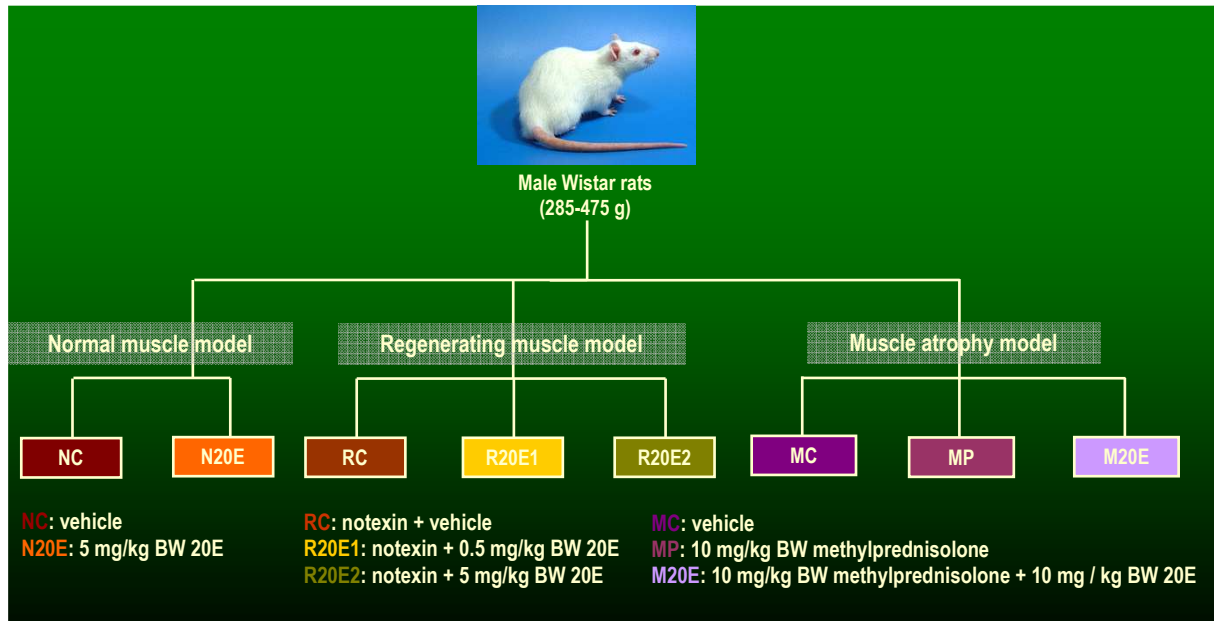 Male Wistar rats
(285-475 g)
Normal muscle model
Regenerating muscle model
Muscle atrophy model
NC
N20E
RC
R20E1
R20E2
MC
MP
M20E
NC: vehicle
N20E: 5 mg/kg BW 20E
RC: notexin + vehicle
R20E1: notexin + 0.5 mg/kg BW 20E
R20E2: notexin + 5 mg/kg BW 20E
MC: vehicle
MP: 10 mg/kg BW methylprednisolone
M20E: 10 mg/kg BW methylprednisolone + 10 mg / kg BW 20E